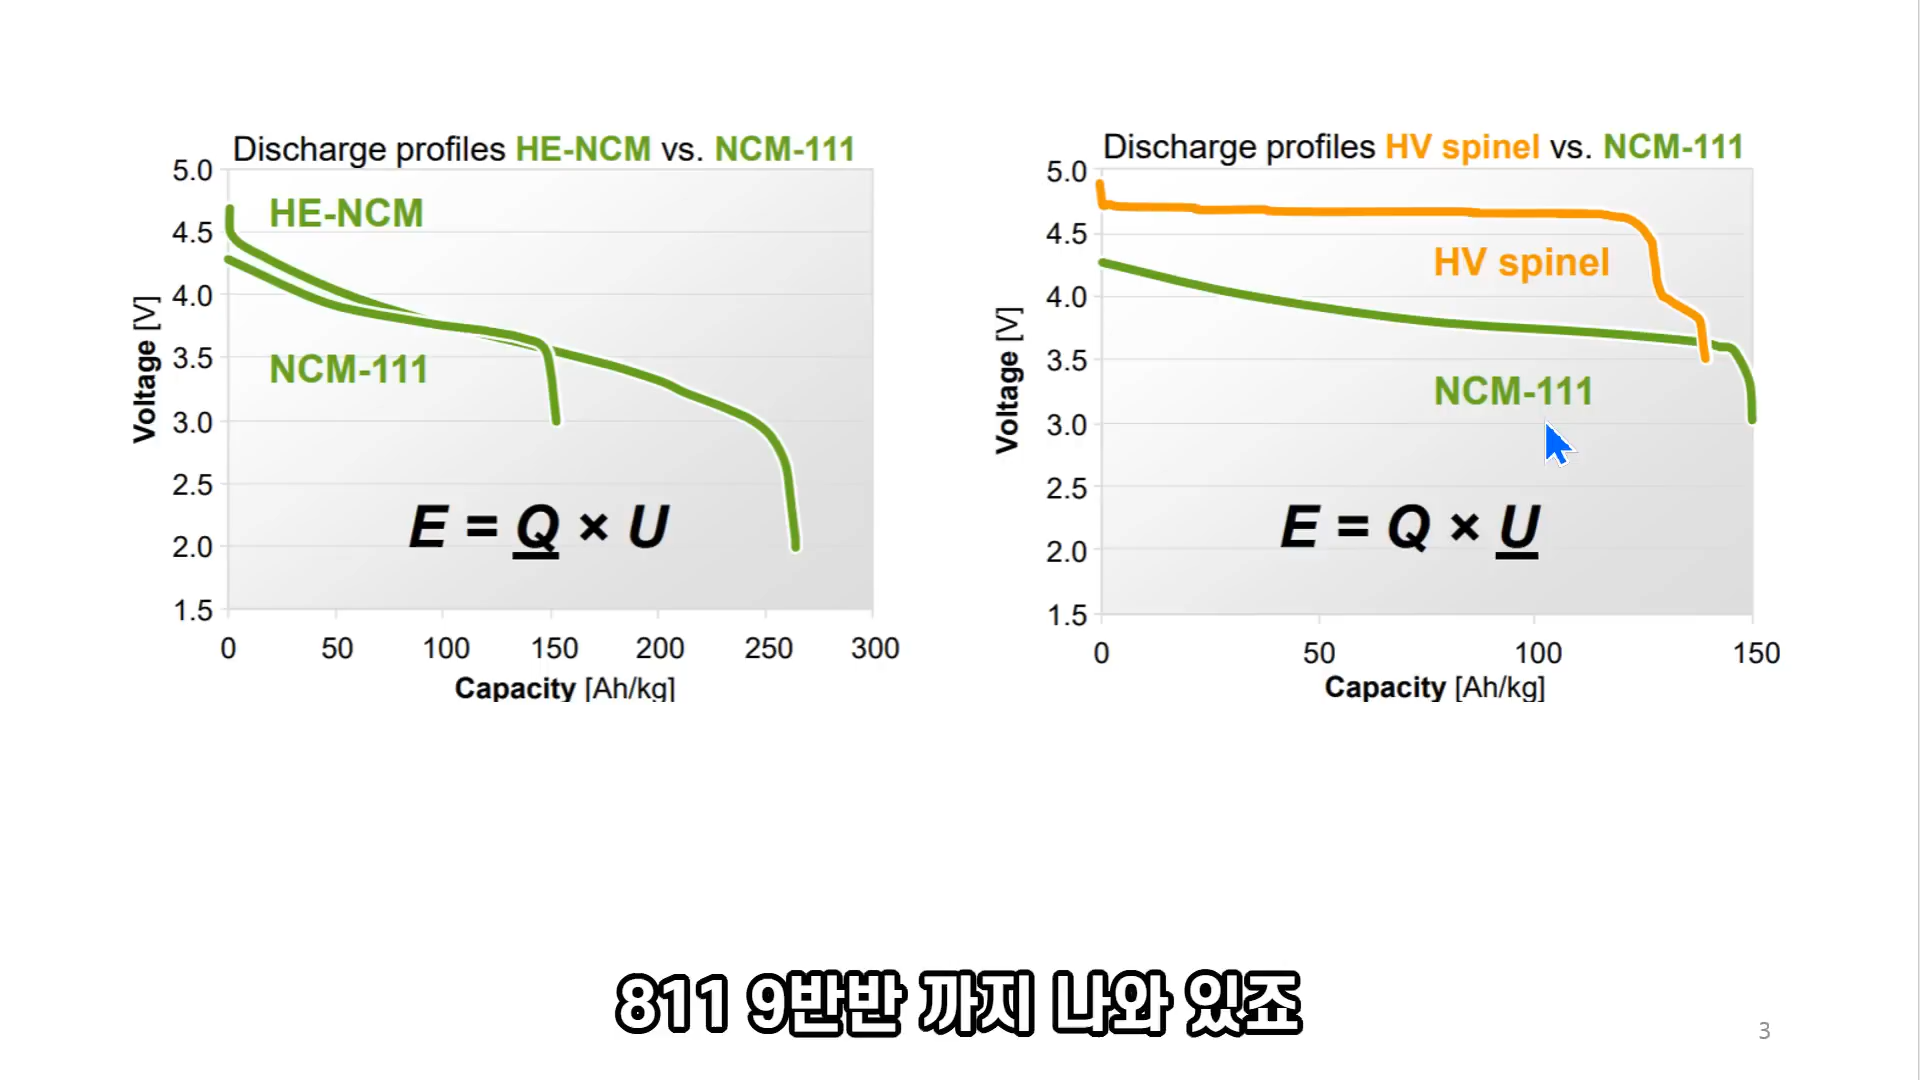 Discharge profiles HE-NCM vs. NCM-111
5.0
4.5
4.0
3.5
3.0
2.5
2.0
1.5
Voltage [V]
HE-NCM
NCM-111
E = Q × U
0 50 100 150 200 250 300
Capacity [Ah/kg]
Discharge profiles HV spinel vs. NCM-111
5.0
4.5
4.0
3.5
3.0
2.5
2.0
1.5
Voltage [V]
HV spinel
NCM-111
E = Q × U
0 50 100 150
Capacity [Ah/kg]
811 9반반 까지 나와 있죠
3